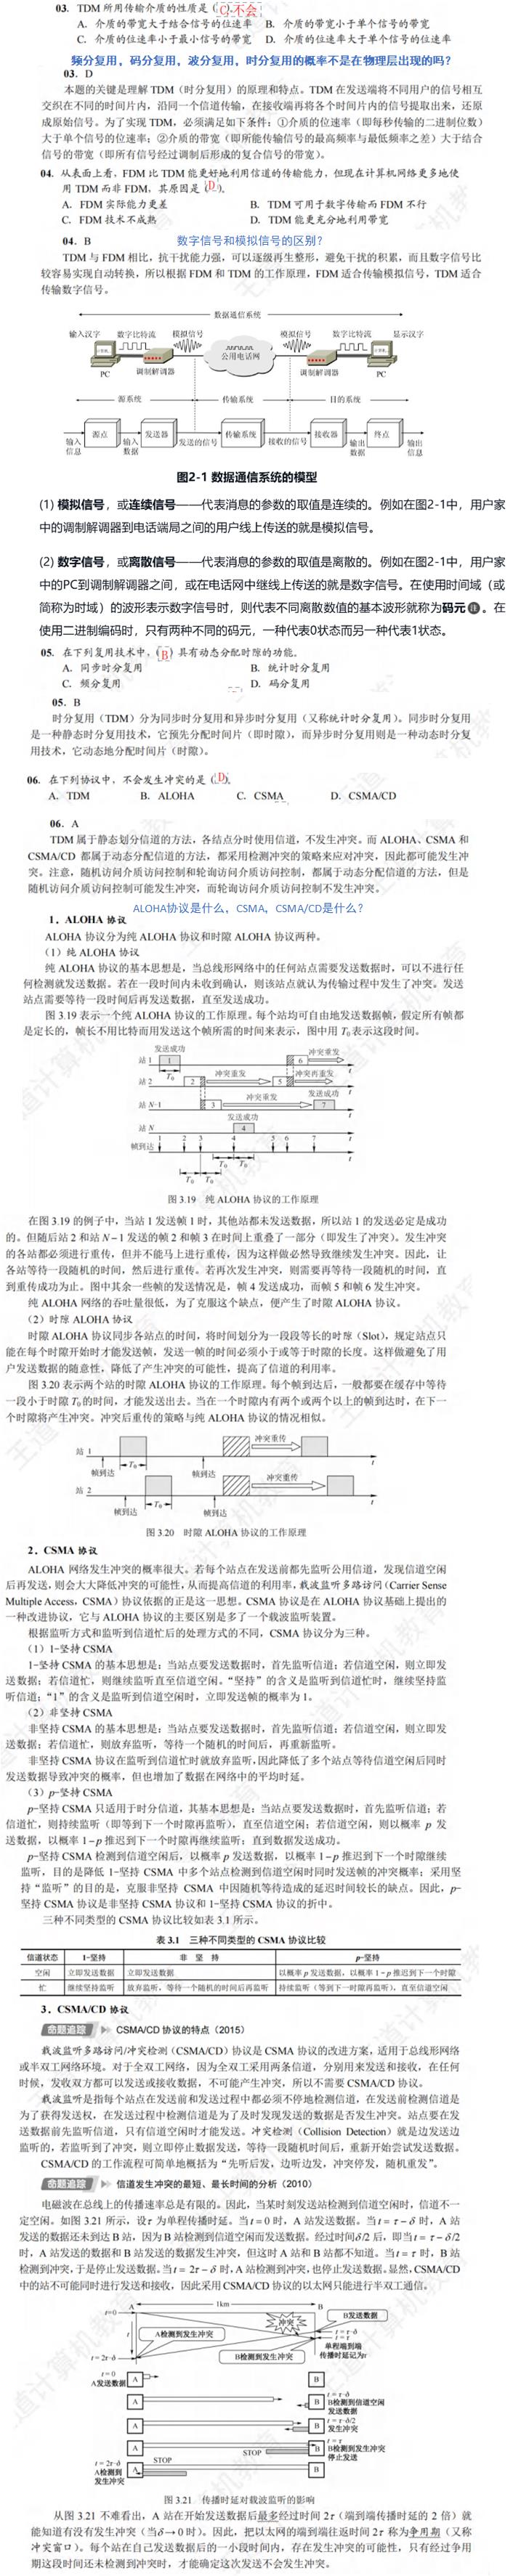 03. TDM 所用传输介质的性质是（ C 不会
A. 介质的带宽大于结合信号的位速率 B. 介质的带宽小于单个信号的带宽
C. 介质的位速率小于最小信号的带宽 D. 介质的位速率大于单个信号的位速率
频分复用，码分复用，波分复用，时分复用的概率不是在物理层出现的吗？
03. D
本题的关键是理解 TDM（时分复用）的原理和特点。TDM 在发送端将不同用户的信号相互
交织在不同的时间片内，沿同一个信道传输，在接收端再将各个时间片内的信号提取出来，还原
成原始信号。为了实现 TDM，必须满足如下条件：①介质的位速率（即每秒传输的二进制位数）
大于单个信号的位速率；②介质的带宽（即所能传输信号的最高频率与最低频率之差）大于结合
信号的带宽（即所有信号经过调制后形成的复合信号的带宽）。
04. 从表面上看，FDM 比 TDM 能更好地利用信道的传输能力，但现在计算机网络更多地使
用 TDM 而非 FDM，其原因是（D）。
A. FDM 实际能力更差 B. TDM 可用于数字传输而 FDM 不行
C. FDM 技术不成熟 D. TDM 能更充分地利用带宽
04. B 数字信号和模拟信号的区别？
TDM 与 FDM 相比，抗干扰能力强，可以逐级再生整形，避免干扰的积累，而且数字信号比
较容易实现自动转换，所以根据 FDM 和 TDM 的工作原理，FDM 适合传输模拟信号，TDM 适合
传输数字信号。
数据通信系统
输入汉字 数字比特流 模拟信号 模拟信号 数字比特流 显示汉字
公用电话网
PC 调制解调器 调制解调器 PC
源系统 传输系统 目的系统
源点 发送器 传输系统 接收器 终点
输入信息 输入数据 发送的信号 接收的信号 输出数据 输出信息
图2-1 数据通信系统的模型
(1) 模拟信号，或连续信号——代表消息的参数的取值是连续的。例如在图2-1中，用户家
中的调制解调器到电话端局之间的用户线上传送的就是模拟信号。
(2) 数字信号，或离散信号——代表消息的参数的取值是离散的。例如在图2-1中，用户家
中的PC到调制解调器之间，或在电话网中继线上传送的就是数字信号。在使用时间域（或
简称为时域）的波形表示数字信号时，则代表不同离散数值的基本波形就称为码元 。在
使用二进制编码时，只有两种不同的码元，一种代表0状态而另一种代表1状态。
05. 在下列复用技术中，（B）具有动态分配时隙的功能。
A. 同步时分复用 B. 统计时分复用
C. 频分复用 D. 码分复用
05. B
时分复用（TDM）分为同步时分复用和异步时分复用（又称统计时分复用）。同步时分复用
是一种静态时分复用技术，它预先分配时间片（即时隙），而异步时分复用则是一种动态时分复
用技术，它动态地分配时间片（时隙）。
06. 在下列协议中，不会发生冲突的是（D）。
A. TDM B. ALOHA C. CSMA D. CSMA/CD
06. A
TDM 属于静态划分信道的方法，各结点分时使用信道，不发生冲突。而 ALOHA、CSMA 和
CSMA/CD 都属于动态分配信道的方法，都采用检测冲突的策略来应对冲突，因此都可能发生冲
突。注意，随机访问介质访问控制和轮询访问介质访问控制，都属于动态分配信道的方法，但是
随机访问介质访问控制可能发生冲突，而轮询访问介质访问控制不发生冲突。
ALOHA协议是什么，CSMA，CSMA/CD是什么？
1. ALOHA 协议
ALOHA 协议分为纯 ALOHA 协议和时隙 ALOHA 协议两种。
（1）纯 ALOHA 协议
纯 ALOHA 协议的基本思想是，当总线形网络中的任何站点需要发送数据时，可以不进行任
何检测就发送数据。若在一段时间内未收到确认，则该站点就认为传输过程中发生了冲突。发送
站点需要等待一段时间后再发送数据，直至发送成功。
图 3.19 表示一个纯 ALOHA 协议的工作原理。每个站均可自由地发送数据帧，假定所有帧都
是定长的，帧长不用比特而用发送这个帧所需的时间来表示，图中用 T0 表示这段时间。
发送成功 冲突重发
站 1 1 6 t
T0 冲突重发 冲突再重发
站 2 2 5 t
冲突重发 发送成功
站 N-1 3 7 t
发送成功
站 N 4 t
帧到达 1 2 3 4 5 6 7 t
T0 T0
T0 T0
图 3.19 纯 ALOHA 协议的工作原理
在图 3.19 的例子中，当站 1 发送帧 1 时，其他站都未发送数据，所以站 1 的发送必定是成功
的。但随后站 2 和站 N－1 发送的帧 2 和帧 3 在时间上重叠了一部分（即发生了冲突）。发生冲突
的各站都必须进行重传，但并不能马上进行重传，因为这样做必然导致继续发生冲突。因此，让
各站等待一段随机的时间，然后进行重传。若再次发生冲突，则需要再等待一段随机的时间，直
到重传成功为止。图中其余一些帧的发送情况是，帧 4 发送成功，而帧 5 和帧 6 发生冲突。
纯 ALOHA 网络的吞吐量很低，为了克服这个缺点，便产生了时隙 ALOHA 协议。
（2）时隙 ALOHA 协议
时隙 ALOHA 协议同步各站点的时间，将时间划分为一段段等长的时隙（Slot），规定站点只
能在每个时隙开始时才能发送帧，发送一帧的时间必须小于或等于时隙的长度。这样做避免了用
户发送数据的随意性，降低了产生冲突的可能性，提高了信道的利用率。
图 3.20 表示两个站的时隙 ALOHA 协议的工作原理。每个帧到达后，一般都要在缓存中等待
一段小于时隙 T0 的时间，才能发送出去。当在一个时隙内有两个或两个以上的帧到达时，在下一
个时隙将产生冲突。冲突后重传的策略与纯 ALOHA 协议的情况相似。
冲突重传
站 1 t
帧到达 T0 帧到达
冲突重传
站 2 t
帧到达 T0 帧到达
图 3.20 时隙 ALOHA 协议的工作原理
2. CSMA 协议
ALOHA 网络发生冲突的概率很大。若每个站点在发送前都先监听公用信道，发现信道空闲
后再发送，则会大大降低冲突的可能性，从而提高信道的利用率，载波监听多路访问（Carrier Sense
Multiple Access，CSMA）协议依据的正是这一思想。CSMA 协议是在 ALOHA 协议基础上提出的
一种改进协议，它与 ALOHA 协议的主要区别是多了一个载波监听装置。
根据监听方式和监听到信道忙后的处理方式的不同，CSMA 协议分为三种。
（1）1-坚持 CSMA
1-坚持 CSMA 的基本思想是：当站点要发送数据时，首先监听信道；若信道空闲，则立即发
送数据；若信道忙，则继续监听直至信道空闲。“坚持”的含义是监听到信道忙时，继续坚持监
听信道；“1”的含义是监听到信道空闲时，立即发送帧的概率为 1。
（2）非坚持 CSMA
非坚持 CSMA 的基本思想是：当站点要发送数据时，首先监听信道；若信道空闲，则立即发
送数据；若信道忙，则放弃监听，等待一个随机的时间后，再重新监听。
非坚持 CSMA 协议在监听到信道忙时就放弃监听，因此降低了多个站点等待信道空闲后同时
发送数据导致冲突的概率，但也增加了数据在网络中的平均时延。
（3）p-坚持 CSMA
p-坚持 CSMA 只适用于时分信道，其基本思想是：当站点要发送数据时，首先监听信道；若
信道忙，则持续监听（即等到下一个时隙再监听），直至信道空闲；若信道空闲，则以概率 p 发
送数据，以概率 1－p 推迟到下一个时隙再继续监听；直到数据发送成功。
p-坚持 CSMA 检测到信道空闲后，以概率 p 发送数据，以概率 1－p 推迟到下一个时隙继续
监听，目的是降低 1-坚持 CSMA 中多个站点检测到信道空闲时同时发送帧的冲突概率；采用坚
持“监听”的目的是，克服非坚持 CSMA 中因随机等待造成的延迟时间较长的缺点。因此，p-
坚持 CSMA 协议是非坚持 CSMA 协议和 1-坚持 CSMA 协议的折中。
三种不同类型的 CSMA 协议比较如表 3.1 所示。
表 3.1 三种不同类型的 CSMA 协议比较
信道状态 1-坚持 非坚持 p-坚持
空闲 立即发送数据 立即发送数据 以概率 p 发送数据，以概率 1－p 推迟到下一个时隙
忙 继续坚持监听 放弃监听，等待一个随机的时间后再监听 持续监听（等到下一时隙再监听），直至信道空闲
3. CSMA/CD 协议
命题追踪 CSMA/CD 协议的特点（2015）
载波监听多路访问/冲突检测（CSMA/CD）协议是 CSMA 协议的改进方案，适用于总线形网络
或半双工网络环境。对于全双工网络，因为全双工采用两条信道，分别用来发送和接收，在任何
时候，发收双方都可以发送或接收数据，不可能产生冲突，所以不需要 CSMA/CD 协议。
载波监听是指每个站点在发送前和发送过程中都必须不停地检测信道，在发送前检测信道是
为了获得发送权，在发送过程中检测信道是为了及时发现发送的数据是否发生冲突。站点要在发
送数据前先监听信道，只有信道空闲时才能发送。冲突检测（Collision Detection）就是边发送边
监听的，若监听到了冲突，则立即停止数据发送，等待一段随机时间后，重新开始尝试发送数据。
CSMA/CD 的工作流程可简单地概括为“先听后发，边听边发，冲突停发，随机重发”。
命题追踪 信道发生冲突的最短、最长时间的分析（2010）
电磁波在总线上的传播速率总是有限的。因此，当某时刻发送站检测到信道空闲时，信道不一
定空闲。如图 3.21 所示，设 τ 为单程传播时延。当 t = 0 时，A 站发送数据。当 t = τ－δ 时，A 站
发送的数据还未到达 B 站，因为 B 站检测到信道空闲而发送数据。经过时间 δ/2 后，即当 t = τ－δ/2
时，A 站发送的数据和 B 站发送的数据发生冲突，但这时 A 站和 B 站都不知道。当 t = τ 时，B 站
检测到冲突，于是停止发送数据。当 t = 2τ－δ 时，A 站检测到冲突，也停止发送数据。显然，CSMA/CD
中的站不可能同时进行发送和接收，因此采用 CSMA/CD 协议的以太网只能进行半双工通信。
A 1km B
t=0 冲突 B发送数据
t A检测到发生冲突 t=τ-δ
t=τ
t=2τ-δ B检测到发生冲突 单程端到端
传播时延记为τ
t=0
A发送数据 A B
A B t=τ-δ
B检测到信道空闲
发送数据
A B t=τ-δ/2
发生冲突
A STOP B t=τ
B检测到发生冲突
停止发送
t=2τ-δ STOP
A检测到 A B
发生冲突
图 3.21 传播时延对载波监听的影响
从图 3.21 不难看出，A 站在开始发送数据后最多经过时间 2τ（端到端传播时延的 2 倍）就
能知道有没有发生冲突（当 δ→0 时）。因此，把以太网的端到端往返时间 2τ 称为争用期（又称
冲突窗口）。每个站在自己发送数据后的一小段时间内，存在发生冲突的可能性，只有经过争用
期这段时间还未检测到冲突时，才能确定这次发送不会发生冲突。